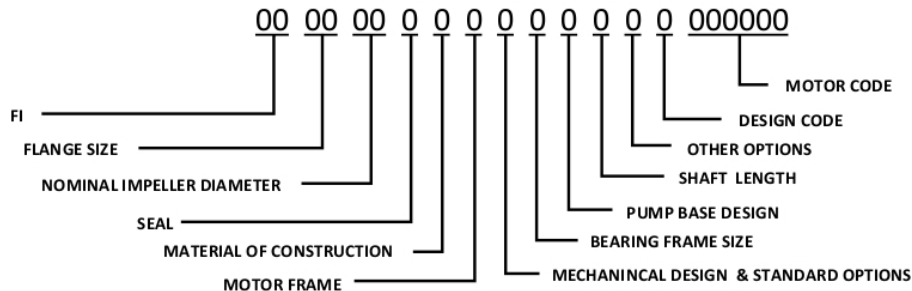 00 00 00 0 0 0 0 0 0 0 0 0 000000
MOTOR CODE
FI
DESIGN CODE
FLANGE SIZE
OTHER OPTIONS
NOMINAL IMPELLER DIAMETER
SHAFT LENGTH
PUMP BASE DESIGN
SEAL
BEARING FRAME SIZE
MATERIAL OF CONSTRUCTION
MECHANINCAL DESIGN & STANDARD OPTIONS
MOTOR FRAME